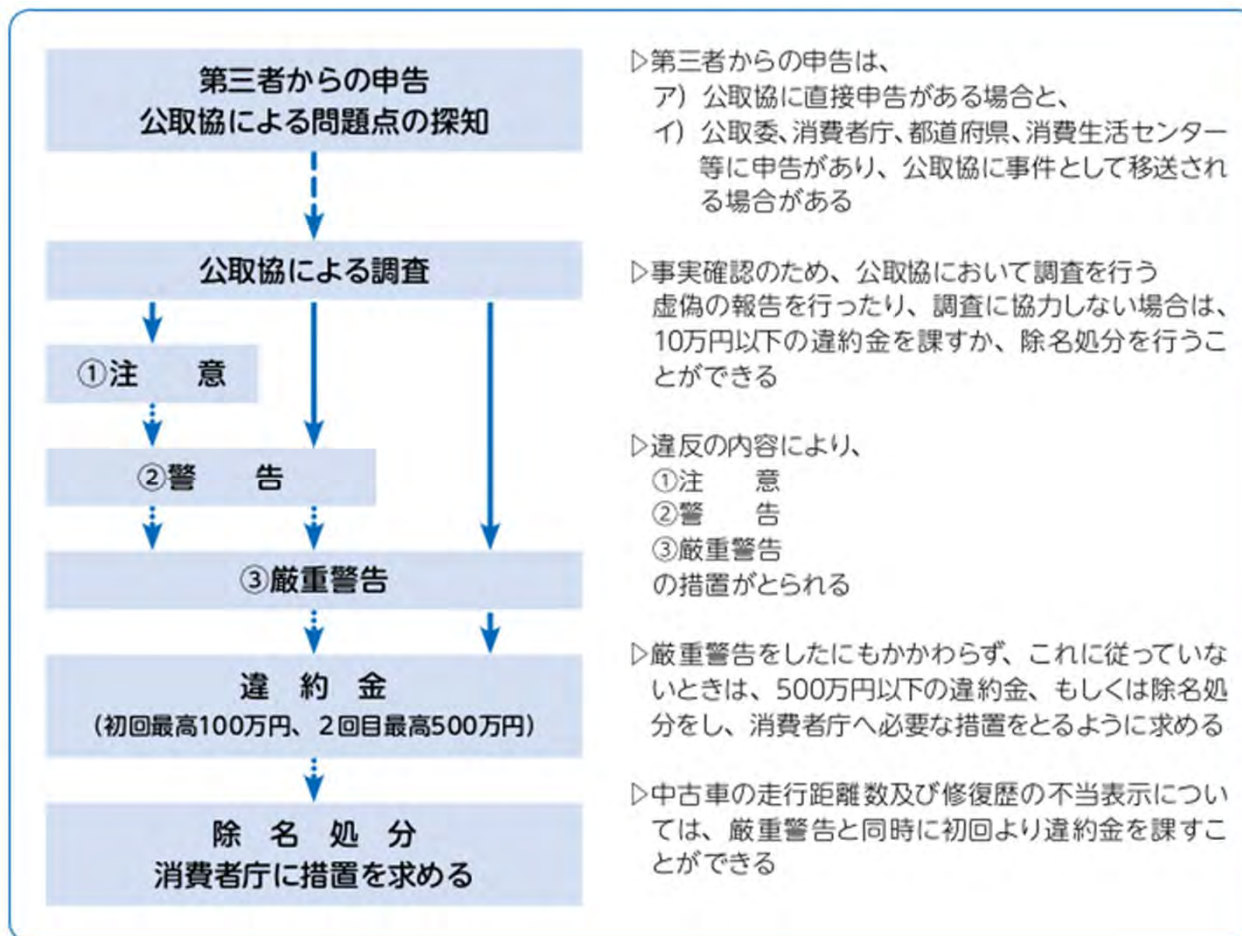 第三者からの申告
公取協による問題点の探知
公取協による調査
①注　　意
②警　　告
③厳重警告
違　約　金
（初回最高100万円、２回目最高500万円）
除　名　処　分
消費者庁に措置を求める
▷第三者からの申告は、
ア）公取協に直接申告がある場合と、
イ）公取委、消費者庁、都道府県、消費生活センター
等に申告があり、公取協に事件として移送され
る場合がある
▷事実確認のため、公取協において調査を行う
虚偽の報告を行ったり、調査に協力しない場合は、
10万円以下の違約金を課すか、除名処分を行うこ
とができる
▷違反の内容により、
①注　　意
②警　　告
③厳重警告
の措置がとられる
▷厳重警告をしたにもかかわらず、これに従っていな
いときは、500万円以下の違約金、もしくは除名処
分をし、消費者庁へ必要な措置をとるように求める
▷中古車の走行距離数及び修復歴の不当表示につい
ては、厳重警告と同時に初回より違約金を課すこ
とができる